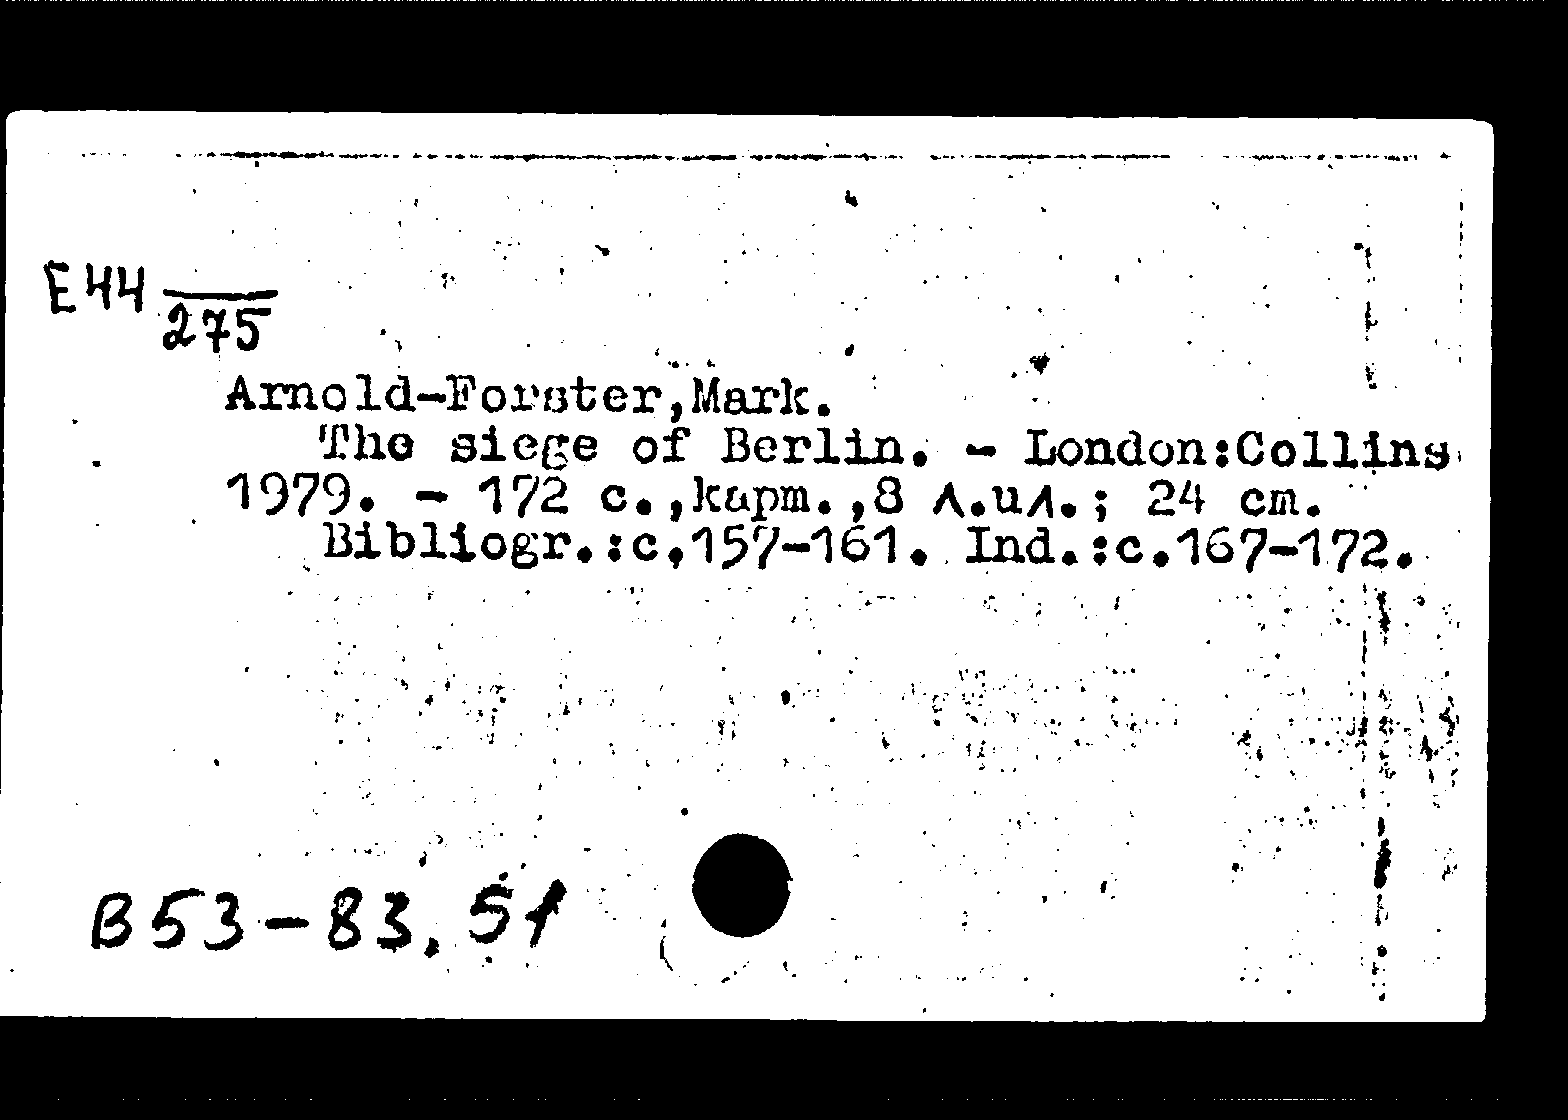 E44
275
Arnold-Forster,Mark.
The siege of Berlin. - London:Collins
1979. - 172 c.,kapm.,8 л.ил.; 24 cm.
Bibliogr.:c.157-161. Ind.:c.167-172.
B53-83.51